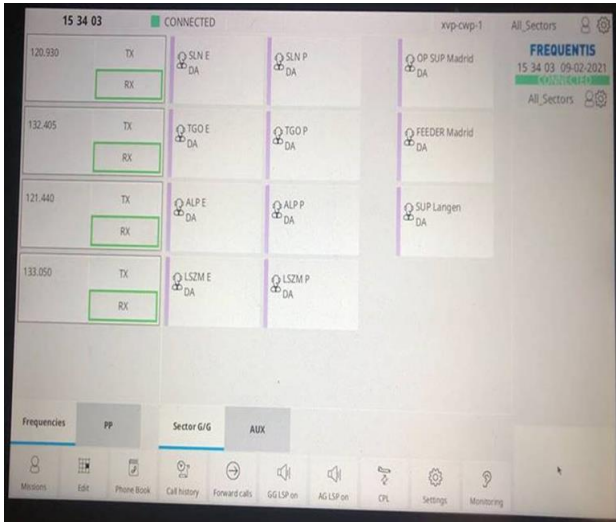 15 34 03
CONNECTED
xvp-cwp-1
All_Sectors
FREQUENTIS
15 34 03 09-02-2021
CONNECTED
All_Sectors
120.930
TX
RX
SLN E
DA
SLN P
DA
OP SUP Madrid
DA
132.405
TX
RX
TGO E
DA
TGO P
DA
FEEDER Madrid
DA
121.440
TX
RX
ALP E
DA
ALP P
DA
SUP Langen
DA
133.050
TX
RX
LSZM E
DA
LSZM P
DA
Frequencies
PP
Sector G/G
AUX
Missions
Edit
Phone Book
Call history
Forward calls
GG LSP on
AG LSP on
CPL
Settings
Monitoring